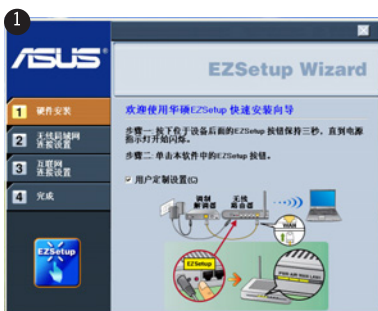 1
ASUS
EZSetup Wizard
1 硬件安装
2 无线局域网
连接设置
3 互联网
连接设置
4 完成
EZSetup
欢迎使用华硕EZSetup 快速安装向导
步骤一: 按下位于设备后面的EZSetup 按钮保持三秒，直到电源
指示灯开始闪烁。
步骤二: 单击本软件中的EZSetup 按钮。
用户定制设置(C)
调制
解调器
无线
路由器
WAN
EZSetup
PWR AIR WAN LAN1